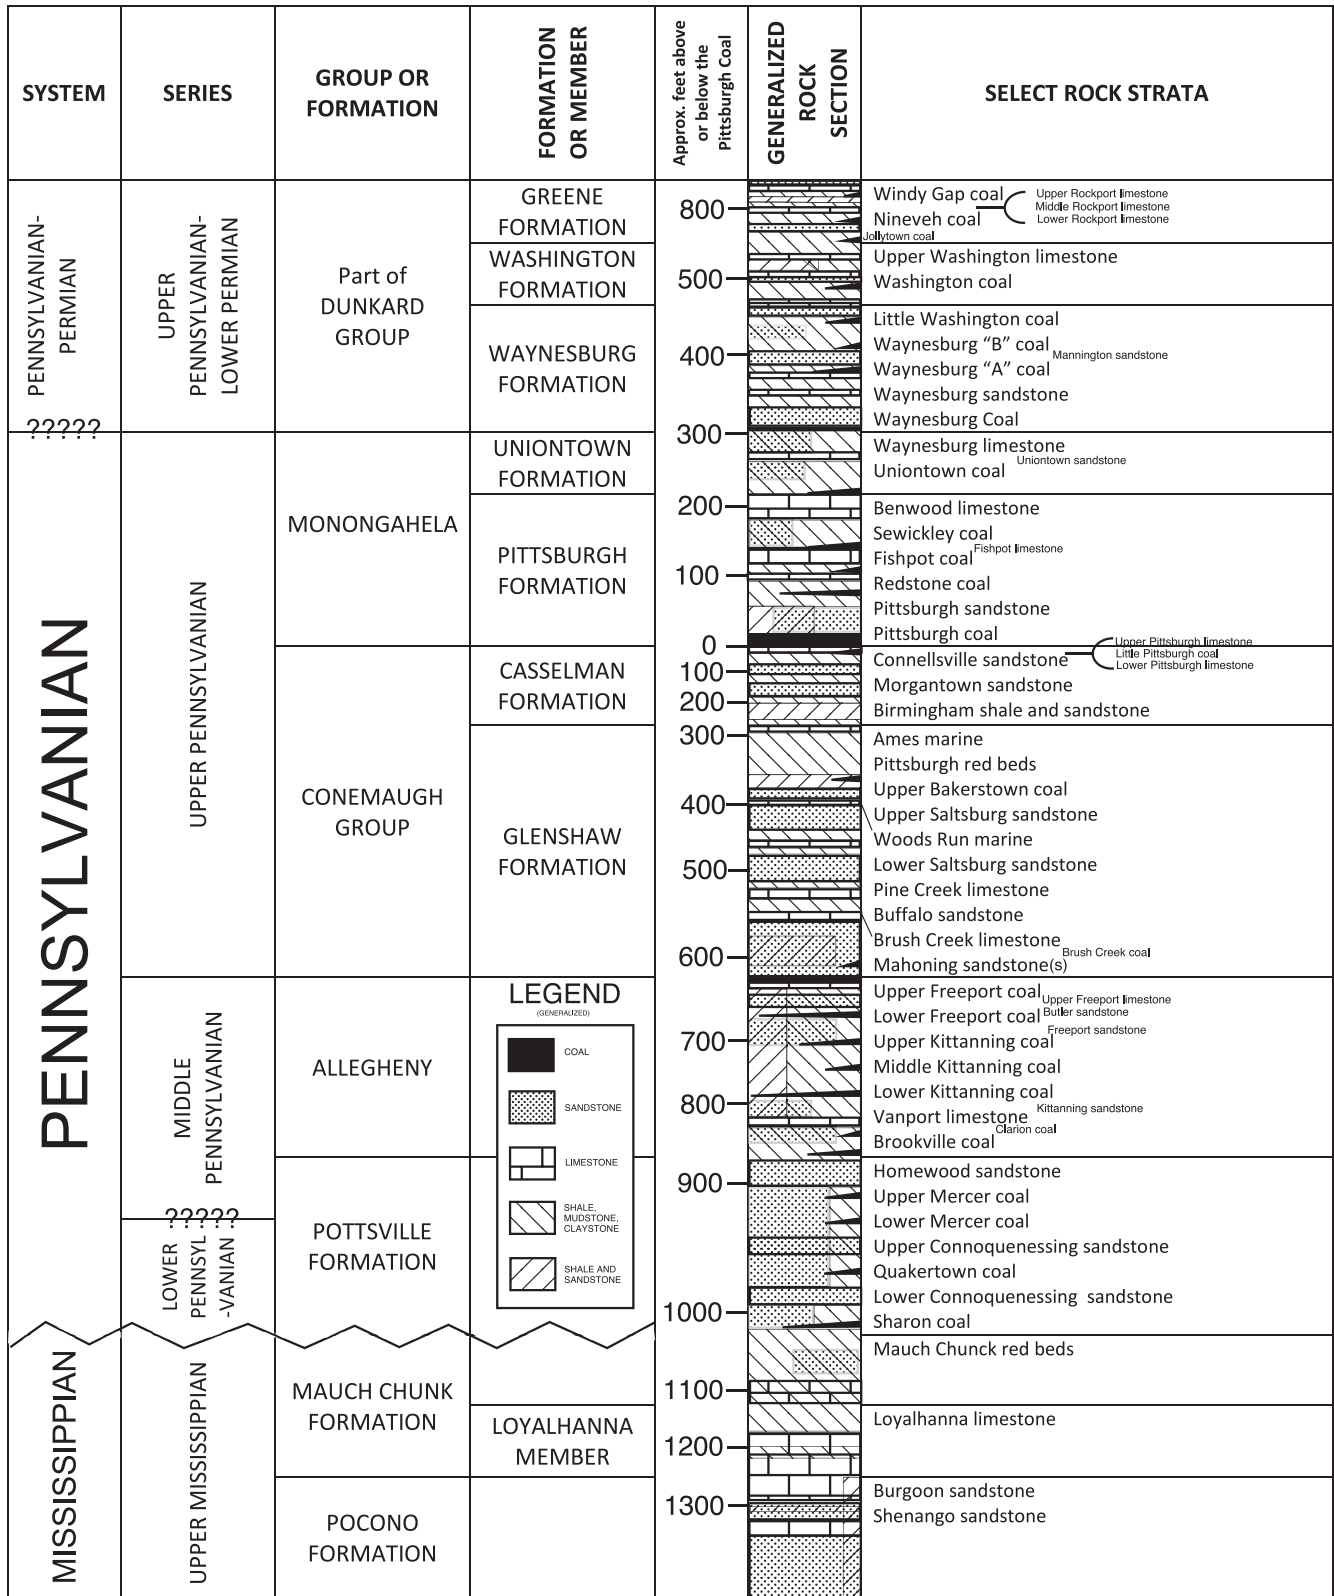 SYSTEM
SERIES
GROUP OR
FORMATION
FORMATION
OR MEMBER
Approx. feet above
or below the
Pittsburgh Coal
GENERALIZED
ROCK
SECTION
SELECT ROCK STRATA
PENNSYLVANIAN-
PERMIAN
?????
UPPER
PENNSYLVANIAN-
LOWER PERMIAN
Part of
DUNKARD
GROUP
GREENE
FORMATION
WASHINGTON
FORMATION
WAYNESBURG
FORMATION
800
500
400
300
Windy Gap coal
Upper Rockport limestone
Middle Rockport limestone
Lower Rockport limestone
Nineveh coal
Jollytown coal
Upper Washington limestone
Washington coal
Little Washington coal
Waynesburg “B” coal
Mannington sandstone
Waynesburg “A” coal
Waynesburg sandstone
Waynesburg Coal
PENNSYLVANIAN
UPPER PENNSYLVANIAN
MONONGAHELA
UNIONTOWN
FORMATION
PITTSBURGH
FORMATION
200
100
0
Waynesburg limestone
Uniontown sandstone
Uniontown coal
Benwood limestone
Sewickley coal
Fishpot limestone
Fishpot coal
Redstone coal
Pittsburgh sandstone
Pittsburgh coal
CONEMAUGH
GROUP
CASSELMAN
FORMATION
GLENSHAW
FORMATION
100
200
300
400
500
600
Upper Pittsburgh limestone
Little Pittsburgh coal
Lower Pittsburgh limestone
Connellsville sandstone
Morgantown sandstone
Birmingham shale and sandstone
Ames marine
Pittsburgh red beds
Upper Bakerstown coal
Upper Saltsburg sandstone
Woods Run marine
Lower Saltsburg sandstone
Pine Creek limestone
Buffalo sandstone
Brush Creek limestone
Brush Creek coal
Mahoning sandstone(s)
MIDDLE
PENNSYLVANIAN
?????
ALLEGHENY
LEGEND
(GENERALIZED)
COAL
SANDSTONE
LIMESTONE
SHALE,
MUDSTONE,
CLAYSTONE
SHALE AND
SANDSTONE
700
800
Upper Freeport coal
Upper Freeport limestone
Lower Freeport coal
Butler sandstone
Freeport sandstone
Upper Kittanning coal
Middle Kittanning coal
Lower Kittanning coal
Kittanning sandstone
Vanport limestone
Clarion coal
Brookville coal
LOWER
PENNSYL
-VANIAN
POTTSVILLE
FORMATION
900
1000
Homewood sandstone
Upper Mercer coal
Lower Mercer coal
Upper Connoquenessing sandstone
Quakertown coal
Lower Connoquenessing sandstone
Sharon coal
MISSISSIPPIAN
UPPER MISSISSIPPIAN
MAUCH CHUNK
FORMATION
LOYALHANNA
MEMBER
1100
1200
Mauch Chunck red beds
Loyalhanna limestone
POCONO
FORMATION
1300
Burgoon sandstone
Shenango sandstone